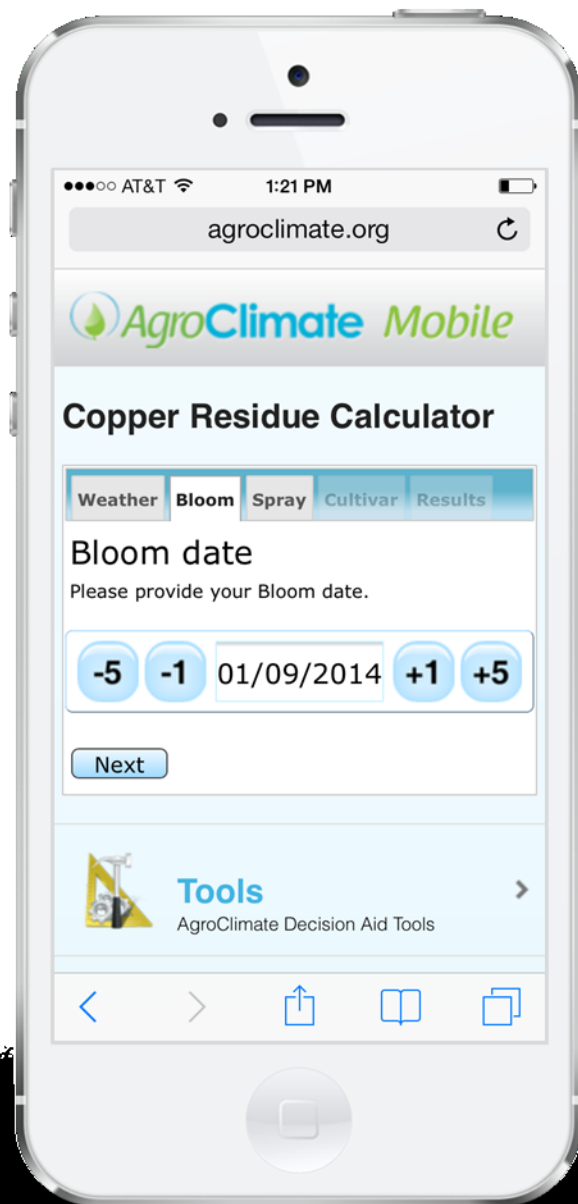 AT&T 1:21 PM
agroclimate.org
AgroClimate Mobile
Copper Residue Calculator
Weather Bloom Spray Cultivar Results
Bloom date
Please provide your Bloom date.
-5 -1 01/09/2014 +1 +5
Next
Tools
AgroClimate Decision Aid Tools